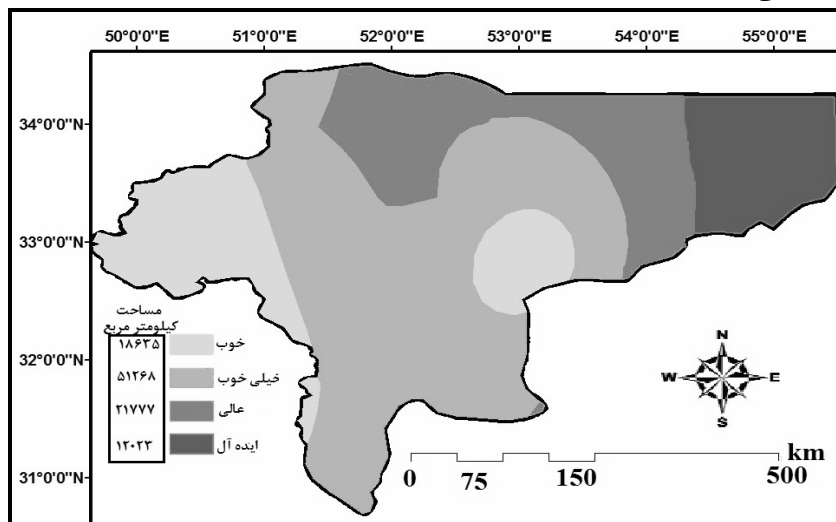 50°0'0"E 51°0'0"E 52°0'0"E 53°0'0"E 54°0'0"E 55°0'0"E
34°0'0"N
33°0'0"N
32°0'0"N
31°0'0"N
مساحت
کیلومتر مربع
۱۸۶۳۵ خوب
۵۱۲۶۸ خیلی خوب
۲۱۷۷۷ عالی
۱۲۰۲۳ ایده آل
N
W E
S
km
0 75 150 500